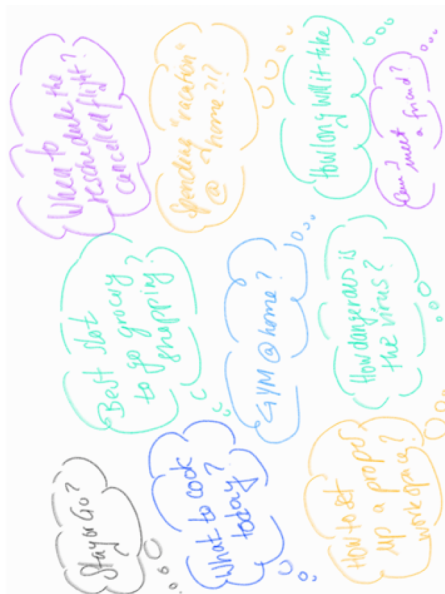 Stay or Go?
Best slot
to go grocery
shopping?
When to
reschedule the
cancelled flight?
What to cook
today?
GYM @ home?
Spending "vacation"
@
home?!?
How to set
up a proper
work space?
How dangerous is
the virus?
How long will it take
Can I meet
a friend?